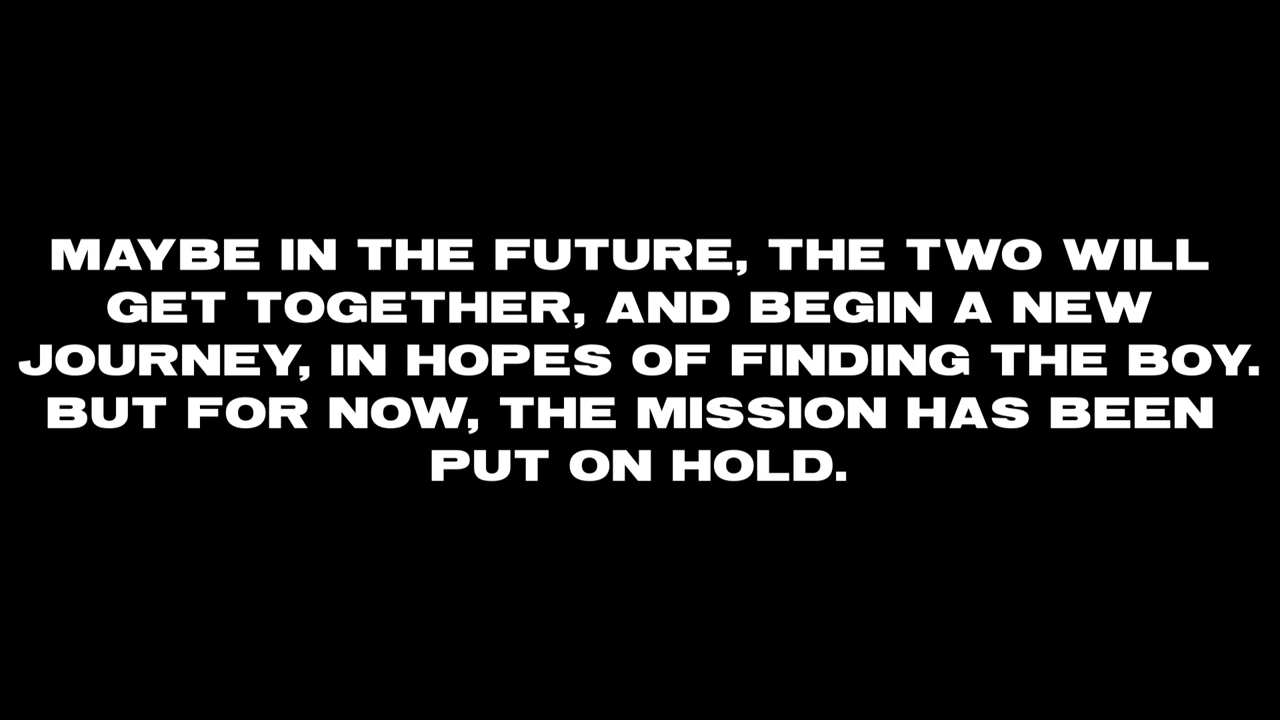 MAYBE IN THE FUTURE, THE TWO WILL
GET TOGETHER, AND BEGIN A NEW
JOURNEY, IN HOPES OF FINDING THE BOY.
BUT FOR NOW, THE MISSION HAS BEEN
PUT ON HOLD.